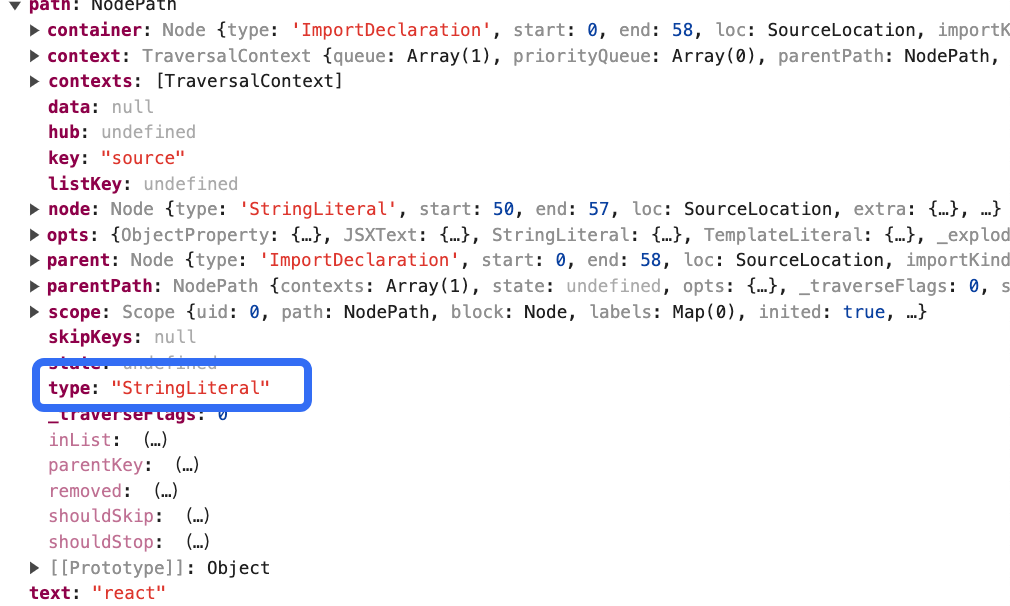 ▼ path: NodePath
▶ container: Node {type: 'ImportDeclaration', start: 0, end: 58, loc: SourceLocation, importK
▶ context: TraversalContext {queue: Array(1), priorityQueue: Array(0), parentPath: NodePath,
▶ contexts: [TraversalContext]
data: null
hub: undefined
key: "source"
listKey: undefined
▶ node: Node {type: 'StringLiteral', start: 50, end: 57, loc: SourceLocation, extra: {…}, …}
▶ opts: {ObjectProperty: {…}, JSXText: {…}, StringLiteral: {…}, TemplateLiteral: {…}, _explod
▶ parent: Node {type: 'ImportDeclaration', start: 0, end: 58, loc: SourceLocation, importKind
▶ parentPath: NodePath {contexts: Array(1), state: undefined, opts: {…}, _traverseFlags: 0, s
▶ scope: Scope {uid: 0, path: NodePath, block: Node, labels: Map(0), inited: true, …}
skipKeys: null
state: undefined
type: "StringLiteral"
_traverseFlags: 0
inList: (…)
parentKey: (…)
removed: (…)
shouldSkip: (…)
shouldStop: (…)
▶ [[Prototype]]: Object
text: "react"